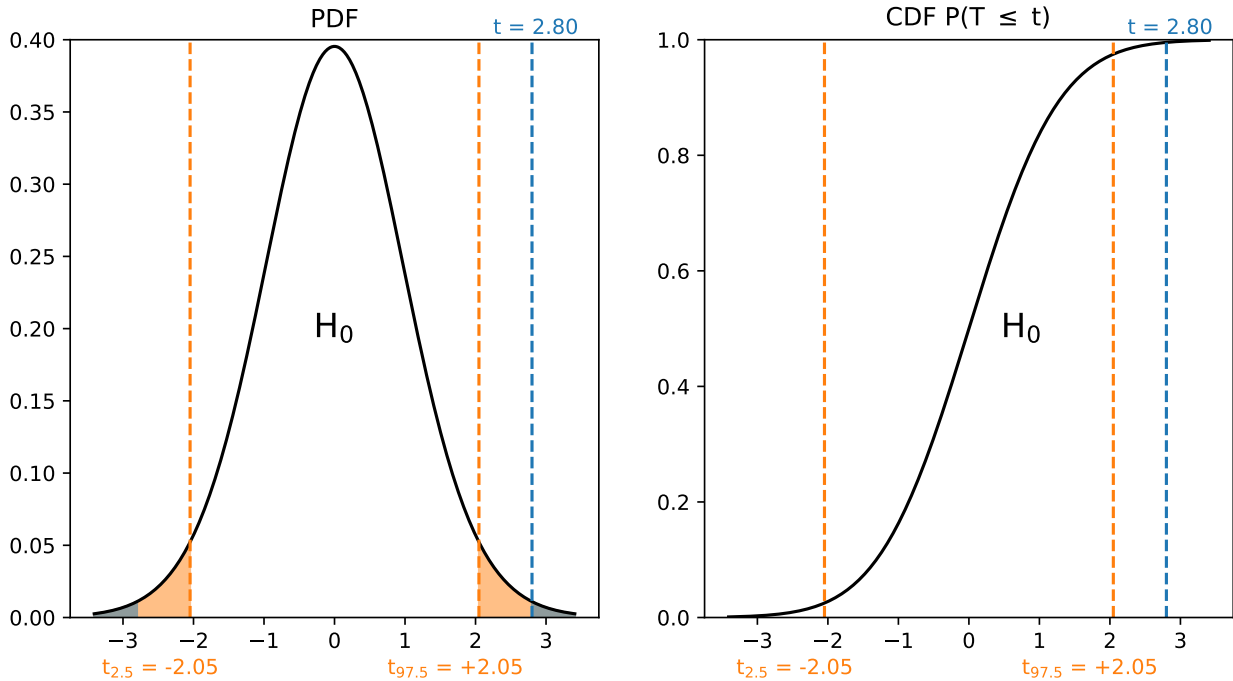 PDF
t = 2.80
0.40
0.35
0.30
0.25
0.20
0.15
0.10
0.05
0.00
H₀
−3 −2 −1 0 1 2 3
t₂.₅ = -2.05 t₉₇.₅ = +2.05
CDF P(T ≤ t)
t = 2.80
1.0
0.8
0.6
0.4
0.2
0.0
H₀
−3 −2 −1 0 1 2 3
t₂.₅ = -2.05 t₉₇.₅ = +2.05